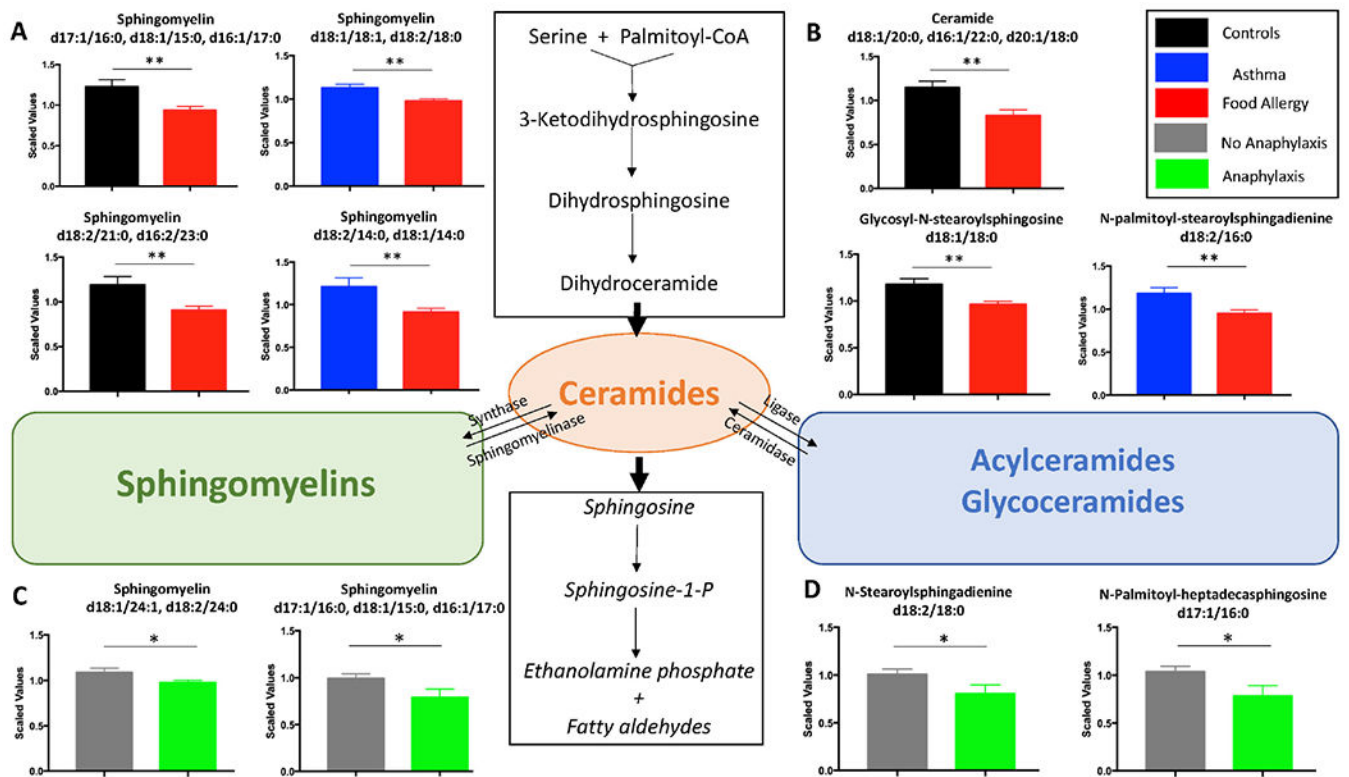 A
Sphingomyelin
d17:1/16:0, d18:1/15:0, d16:1/17:0
**
Scaled Values
1.5
1.0
0.5
0.0
Sphingomyelin
d18:1/18:1, d18:2/18:0
**
Scaled Values
1.5
1.0
0.5
0.0
Sphingomyelin
d18:2/21:0, d16:2/23:0
**
Scaled Values
1.5
1.0
0.5
0.0
Sphingomyelin
d18:2/14:0, d18:1/14:0
**
Scaled Values
1.5
1.0
0.5
0.0
Serine + Palmitoyl-CoA
3-Ketodihydrosphingosine
Dihydrosphingosine
Dihydroceramide
B
Ceramide
d18:1/20:0, d16:1/22:0, d20:1/18:0
**
Scaled Values
1.5
1.0
0.5
0.0
Controls
Asthma
Food Allergy
No Anaphylaxis
Anaphylaxis
Glycosyl-N-stearoylsphingosine
d18:1/18:0
**
Scaled Values
1.5
1.0
0.5
0.0
N-palmitoyl-stearoylsphingadienine
d18:2/16:0
**
Scaled Values
1.5
1.0
0.5
0.0
Ceramides
Synthase
Sphingomyelinase
Ligase
Ceramidase
Sphingomyelins
Acylceramides
Glycoceramides
Sphingosine
Sphingosine-1-P
Ethanolamine phosphate
+
Fatty aldehydes
C
Sphingomyelin
d18:1/24:1, d18:2/24:0
*
Scaled Values
1.5
1.0
0.5
0.0
Sphingomyelin
d17:1/16:0, d18:1/15:0, d16:1/17:0
*
Scaled Values
1.5
1.0
0.5
0.0
D
N-Stearoylsphingadienine
d18:2/18:0
*
Scaled Values
1.5
1.0
0.5
0.0
N-Palmitoyl-heptadecasphingosine
d17:1/16:0
*
Scaled Values
1.5
1.0
0.5
0.0